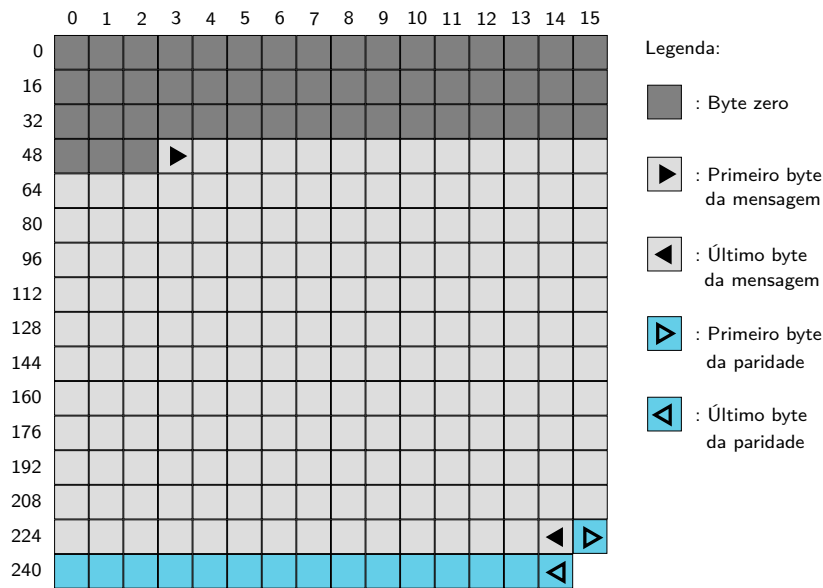 0 1 2 3 4 5 6 7 8 9 10 11 12 13 14 15
0
16
32
48
64
80
96
112
128
144
160
176
192
208
224
240
Legenda:
: Byte zero
: Primeiro byte
da mensagem
: Último byte
da mensagem
: Primeiro byte
da paridade
: Último byte
da paridade